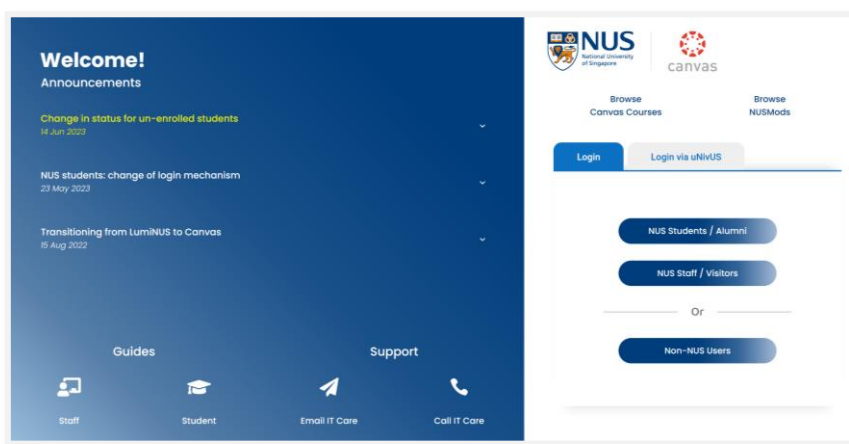 Welcome!
Announcements
Change in status for un-enrolled students
14 Jun 2023
NUS students: change of login mechanism
23 May 2023
Transitioning from LumiNUS to Canvas
15 Aug 2022
Guides
Support
Staff
Student
Email IT Care
Call IT Care
NUS
National University
of Singapore
canvas
Browse
Canvas Courses
Browse
NUSMods
Login
Login via uNivUS
NUS Students / Alumni
NUS Staff / Visitors
Or
Non-NUS Users